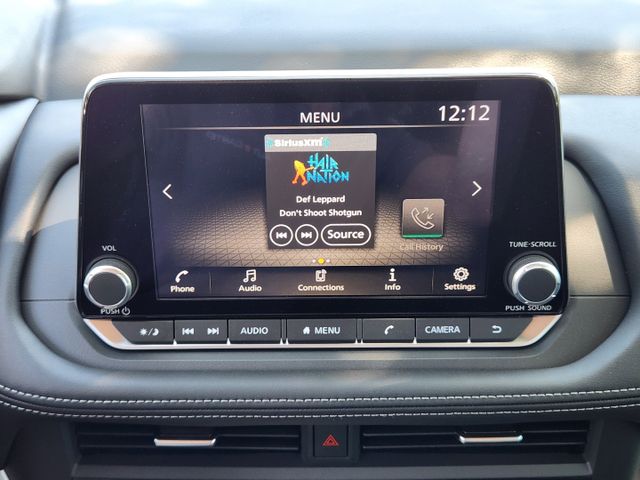 MENU
12:12
SiriusXM
HAIR
NATION
Def Leppard
Don't Shoot Shotgun
Source
Call History
Phone
Audio
Connections
Info
Settings
VOL
PUSH
TUNE·SCROLL
PUSH SOUND
AUDIO
MENU
CAMERA